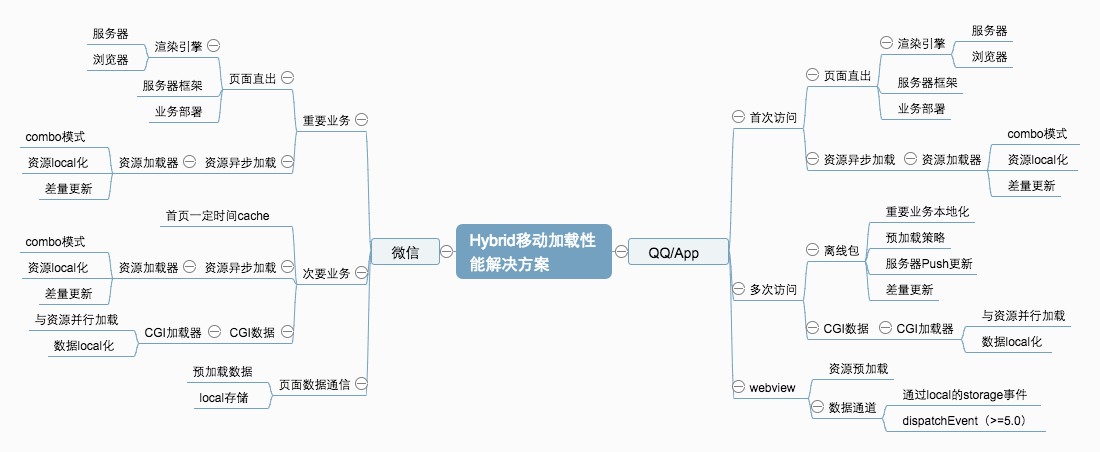 Hybrid移动加载性
能解决方案
微信
重要业务
页面直出
渲染引擎
服务器
浏览器
服务器框架
业务部署
资源异步加载
资源加载器
combo模式
资源local化
差量更新
次要业务
首页一定时间cache
资源异步加载
资源加载器
combo模式
资源local化
差量更新
CGI数据
CGI加载器
与资源并行加载
数据local化
页面数据通信
预加载数据
local存储
QQ/App
首次访问
页面直出
渲染引擎
服务器
浏览器
服务器框架
业务部署
资源异步加载
资源加载器
combo模式
资源local化
差量更新
多次访问
离线包
重要业务本地化
预加载策略
服务器Push更新
差量更新
CGI数据
CGI加载器
与资源并行加载
数据local化
webview
资源预加载
数据通道
通过local的storage事件
dispatchEvent（>=5.0）